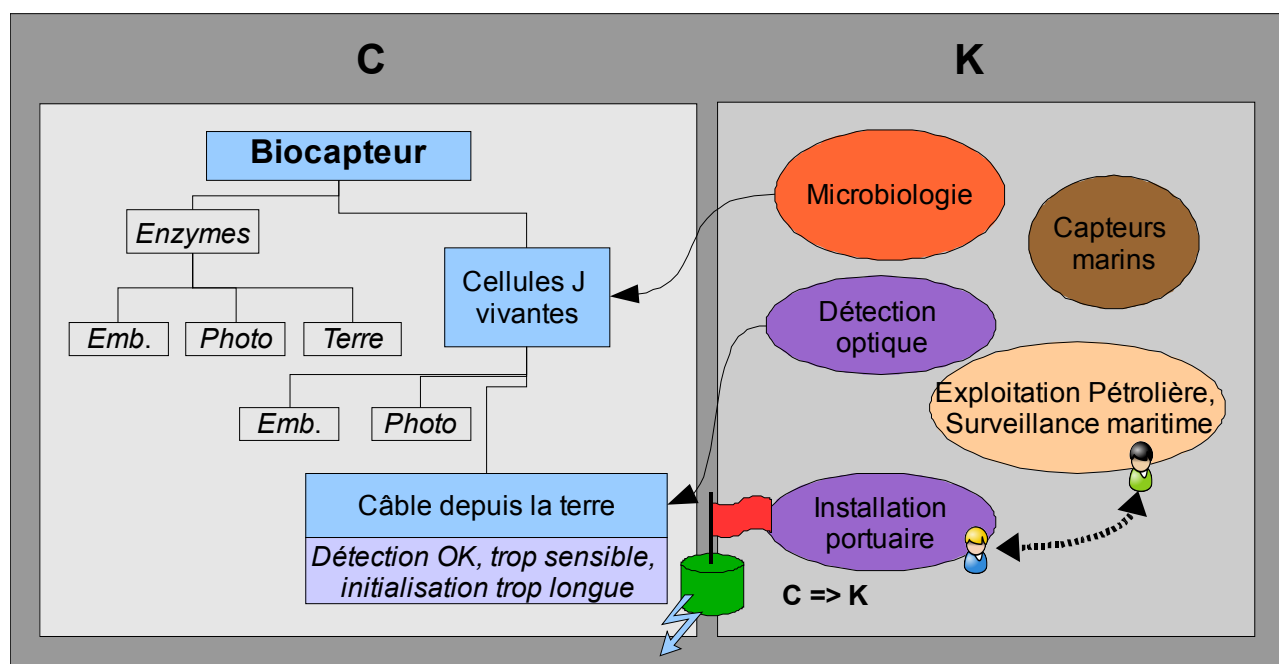 C
K
Biocapteur
Enzymes
Emb.
Photo
Terre
Cellules J
vivantes
Emb.
Photo
Câble depuis la terre
Détection OK, trop sensible,
initialisation trop longue
Microbiologie
Capteurs
marins
Détection
optique
Exploitation Pétrolière,
Surveillance maritime
Installation
portuaire
C => K